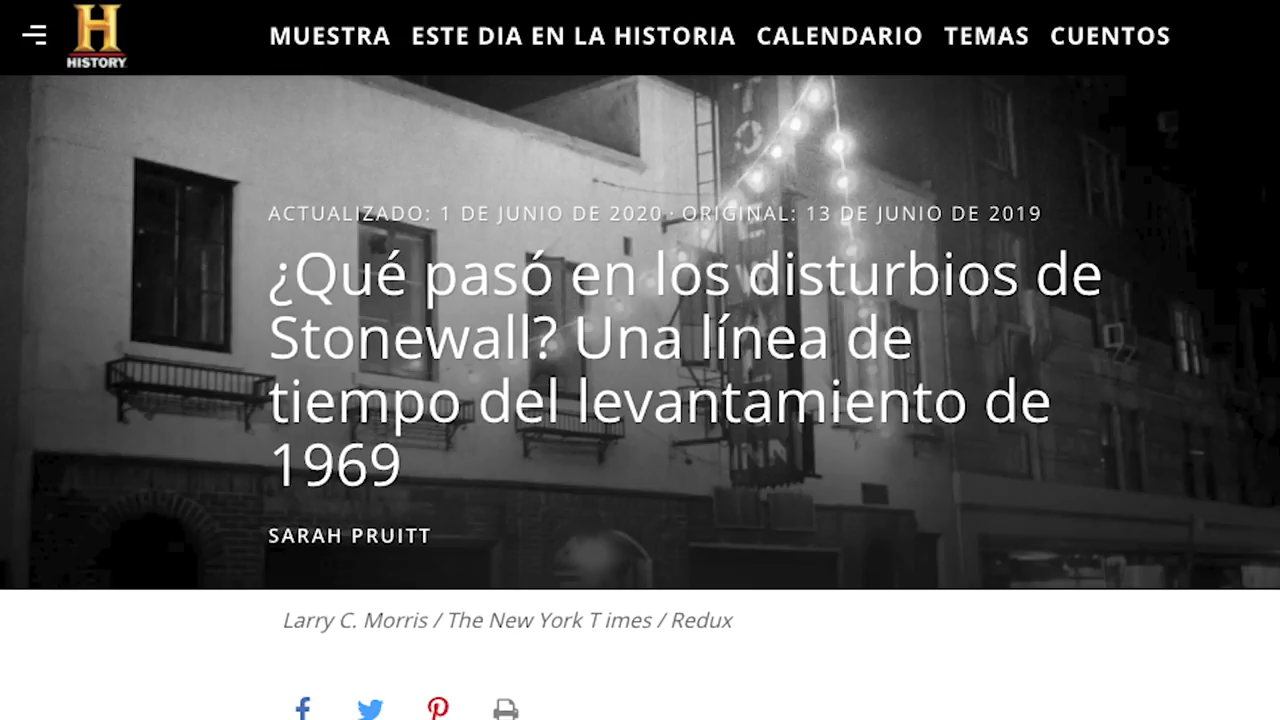 H
HISTORY
MUESTRA ESTE DIA EN LA HISTORIA CALENDARIO TEMAS CUENTOS
ACTUALIZADO: 1 DE JUNIO DE 2020 · ORIGINAL: 13 DE JUNIO DE 2019
¿Qué pasó en los disturbios de
Stonewall? Una línea de
tiempo del levantamiento de
1969
SARAH PRUITT
Larry C. Morris / The New York T imes / Redux